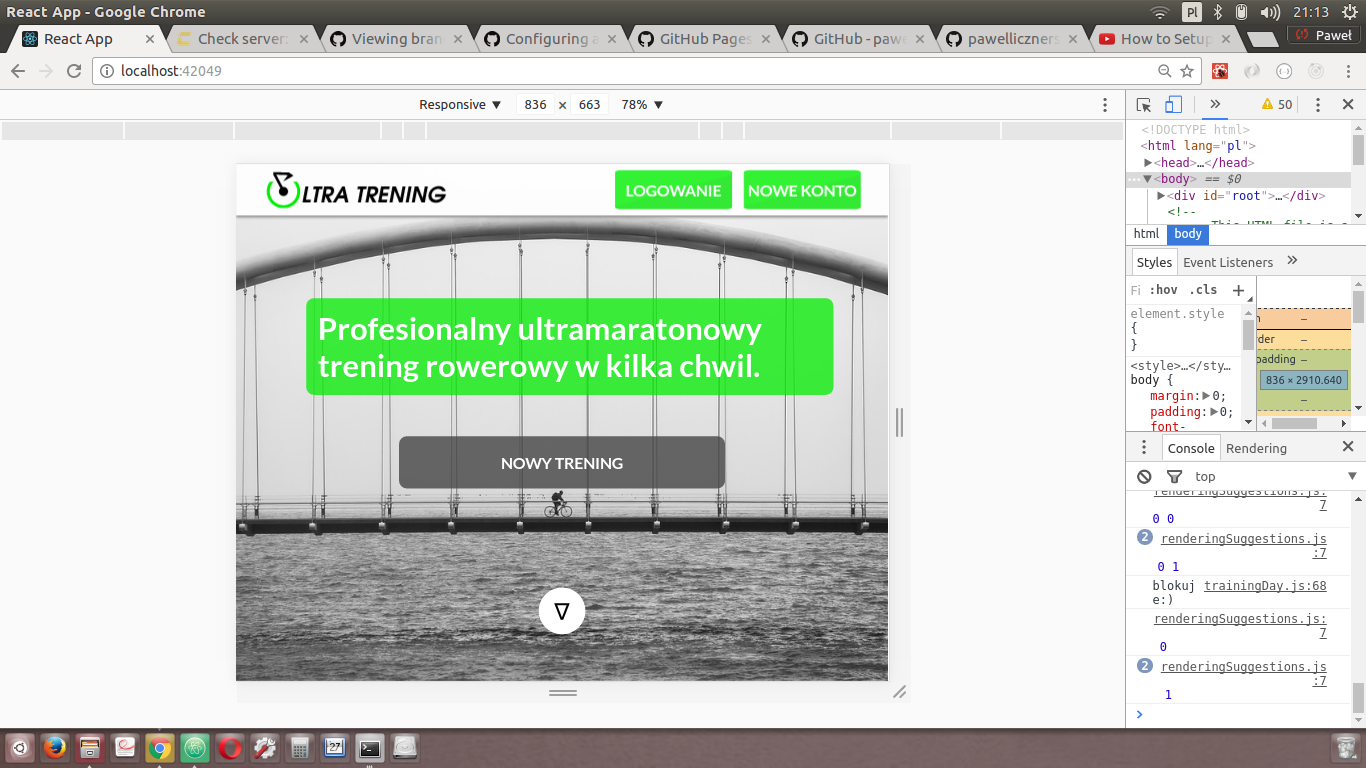 React App - Google Chrome
Pl
21:13
React App
Check server:
Viewing bran
Configuring a
GitHub Pages
GitHub - pawe
pawelliczners
How to Setup
Paweł
localhost:42049
Responsive ▼
836 × 663
78% ▼
50
<!DOCTYPE html>
<html lang="pl">
▶<head>…</head>
…▼<body> == $0
▶<div id="root">…</div>
<!--
html body
Styles Event Listeners »
Fi :hov .cls +
element.style
{
}
<style>…</sty…
body {
margin:▶0;
padding:▶0;
font-
–
der –
padding –
836 × 2910.640
–
Console Rendering
top
renderingSuggestions.js:
7
0 0
2 renderingSuggestions.js
:7
0 1
blokuj trainingDay.js:68
e:)
renderingSuggestions.js:
7
0
2 renderingSuggestions.js
:7
1
LTRA TRENING
LOGOWANIE
NOWE KONTO
Profesionalny ultramaratonowy
trening rowerowy w kilka chwil.
NOWY TRENING
∇
27